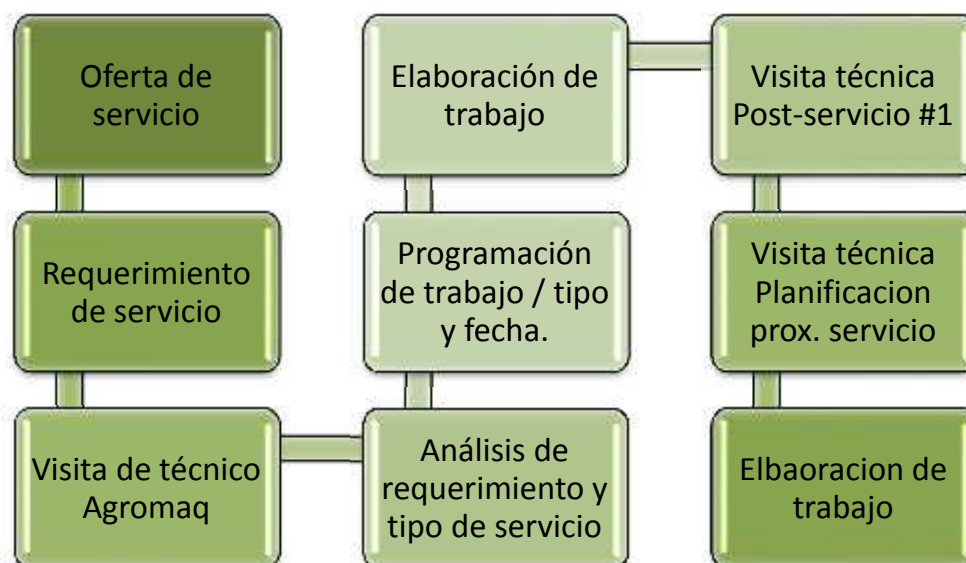 Oferta de
servicio
Requerimiento
de servicio
Visita de técnico
Agromaq
Análisis de
requerimiento y
tipo de servicio
Programación
de trabajo / tipo
y fecha.
Elaboración de
trabajo
Visita técnica
Post-servicio #1
Visita técnica
Planificacion
prox. servicio
Elbaoracion de
trabajo